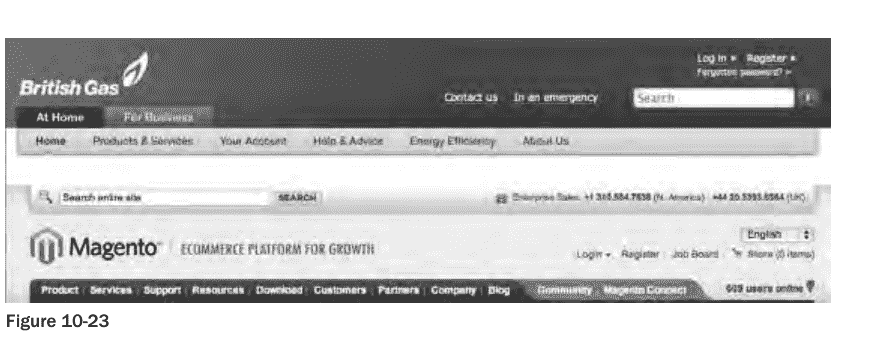 Log In Register
Forgotten password?
British Gas
Contact us In an emergency Search
At Home For Business
Home Products & Services Your Account Help & Advice Energy Efficiency About Us
Search entire site SEARCH Enterprise Sales: (N. America) (UK)
English
Magento ECOMMERCE PLATFORM FOR GROWTH
Login Register Job Board Store (0 items)
Product Services Support Resources Download Customers Partners Company Blog Community Magento Connect users online
Figure 10-23